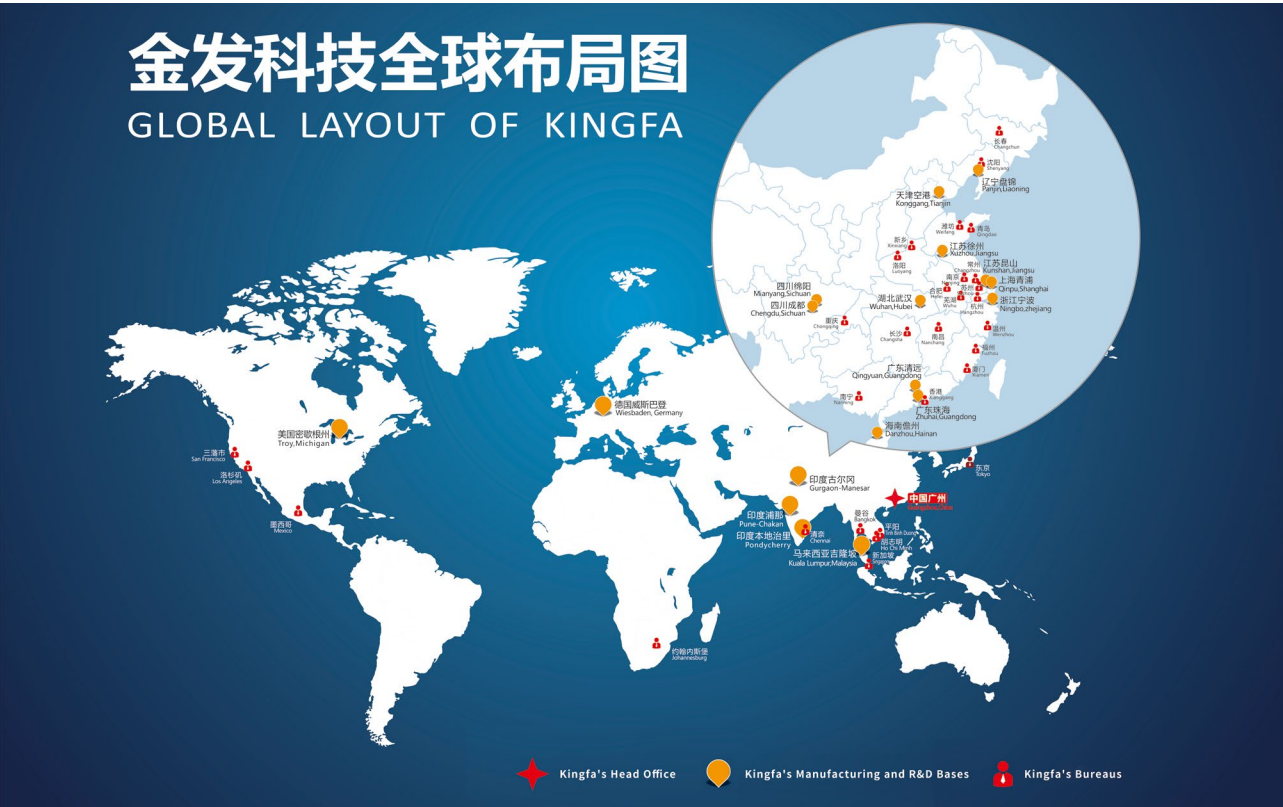 金发科技全球布局图
GLOBAL LAYOUT OF KINGFA
长春
Changchun
沈阳
Shenyang
辽宁盘锦
Panjin,Liaoning
天津空港
Konggang,Tianjin
潍坊
Weifang
青岛
Qingdao
新乡
Xinxiang
江苏徐州
Xuzhou,Jiangsu
洛阳
Luoyang
常州
Changzhou
江苏昆山
Kunshan,Jiangsu
南京
上海青浦
Qinpu,Shanghai
苏州
合肥
Hefei
芜湖
Wuhu
杭州
Hangzhou
浙江宁波
Ningbo,zhejiang
四川绵阳
Mianyang,Sichuan
四川成都
Chengdu,Sichuan
湖北武汉
Wuhan,Hubei
重庆
Chongqing
长沙
Changsha
南昌
Nanchang
温州
Wenzhou
福州
Fuzhou
厦门
Xiamen
广东清远
Qingyuan,Guangdong
南宁
Nanning
香港
广东珠海
Zhuhai,Guangdong
海南儋州
Danzhou,Hainan
德国威斯巴登
Wiesbaden,Germany
美国密歇根州
Troy,Michigan
三藩市
San Francisco
洛杉矶
Los Angeles
墨西哥
Mexico
东京
Tokyo
印度古尔冈
Gurgaon-Manesar
中国广州
Guangzhou,China
印度浦那
Pune-Chakan
曼谷
Bangkok
平阳
Tinh Binh Duong
印度本地治里
Pondycherry
清奈
Chennai
胡志明
Ho Chi Minh
马来西亚吉隆坡
Kuala Lumpur,Malaysia
新加坡
约翰内斯堡
Johannesburg
Kingfa's Head Office
Kingfa's Manufacturing and R&D Bases
Kingfa's Bureaus